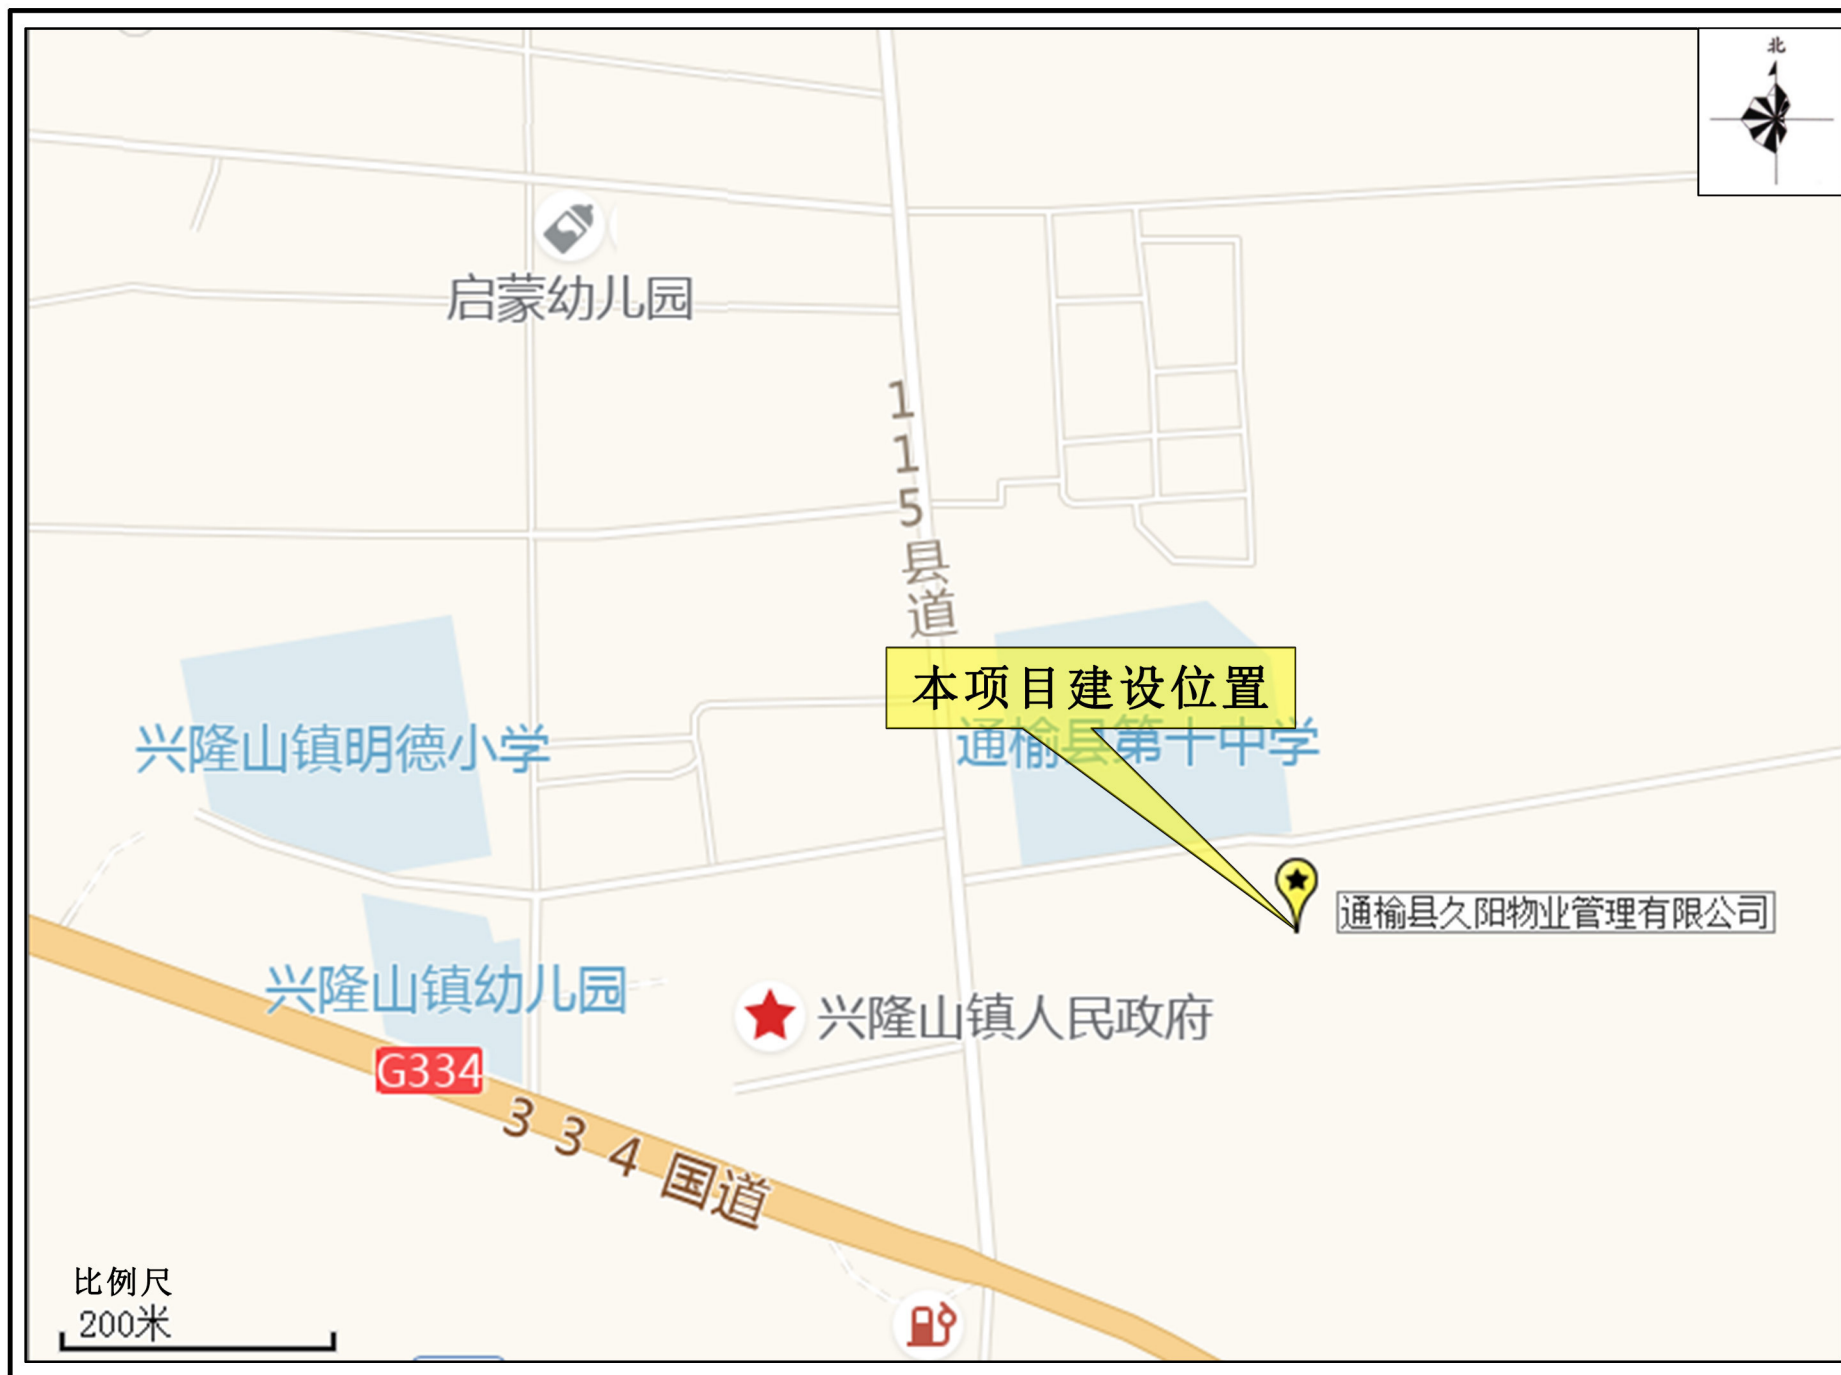 北
启蒙幼儿园
115县道
本项目建设位置
兴隆山镇明德小学
通榆县第十中学
通榆县久阳物业管理有限公司
兴隆山镇幼儿园
兴隆山镇人民政府
G334
334国道
比例尺
200米